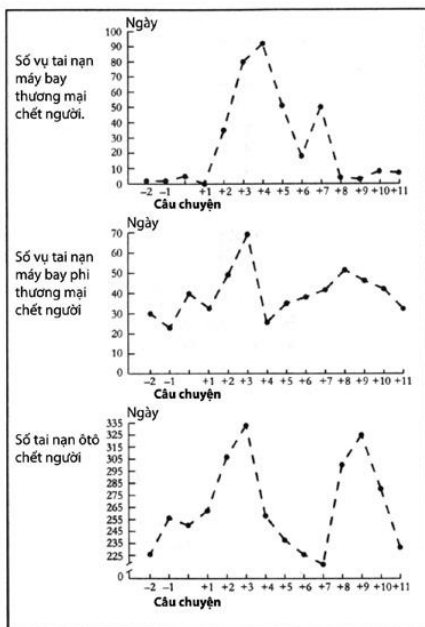 Ngày
Số vụ tai nạn
máy bay
thương mại
chết người.
100
90
80
70
60
50
40
30
20
10
0
−2 −1 +1 +2 +3 +4 +5 +6 +7 +8 +9 +10 +11
Câu chuyện
Ngày
Số vụ tai nạn
máy bay phi
thương mại
chết người
70
60
50
40
30
20
10
0
−2 −1 +1 +2 +3 +4 +5 +6 +7 +8 +9 +10 +11
Câu chuyện
Ngày
Số tai nạn ôtô
chết người
335
325
315
305
295
285
275
265
255
245
235
225
0
−2 −1 +1 +2 +3 +4 +5 +6 +7 +8 +9 +10 +11
Câu chuyện